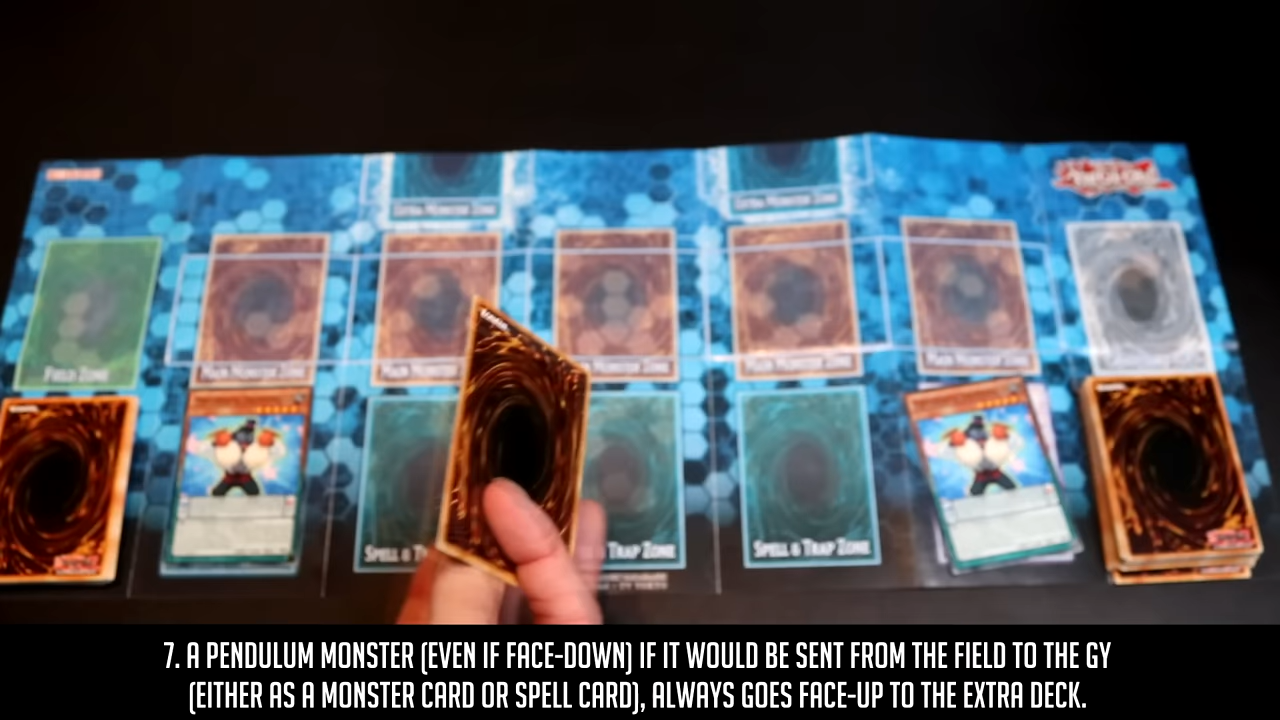 Extra Monster Zone
Extra Monster Zone
Field Zone
Main Monster Zone
Main Monster
Main Monster Zone
Main Monster Zone
Main Monster Zone
Spell & T
Trap Zone
Spell & Trap Zone
7. A PENDULUM MONSTER (EVEN IF FACE-DOWN) IF IT WOULD BE SENT FROM THE FIELD TO THE GY
(EITHER AS A MONSTER CARD OR SPELL CARD), ALWAYS GOES FACE-UP TO THE EXTRA DECK.